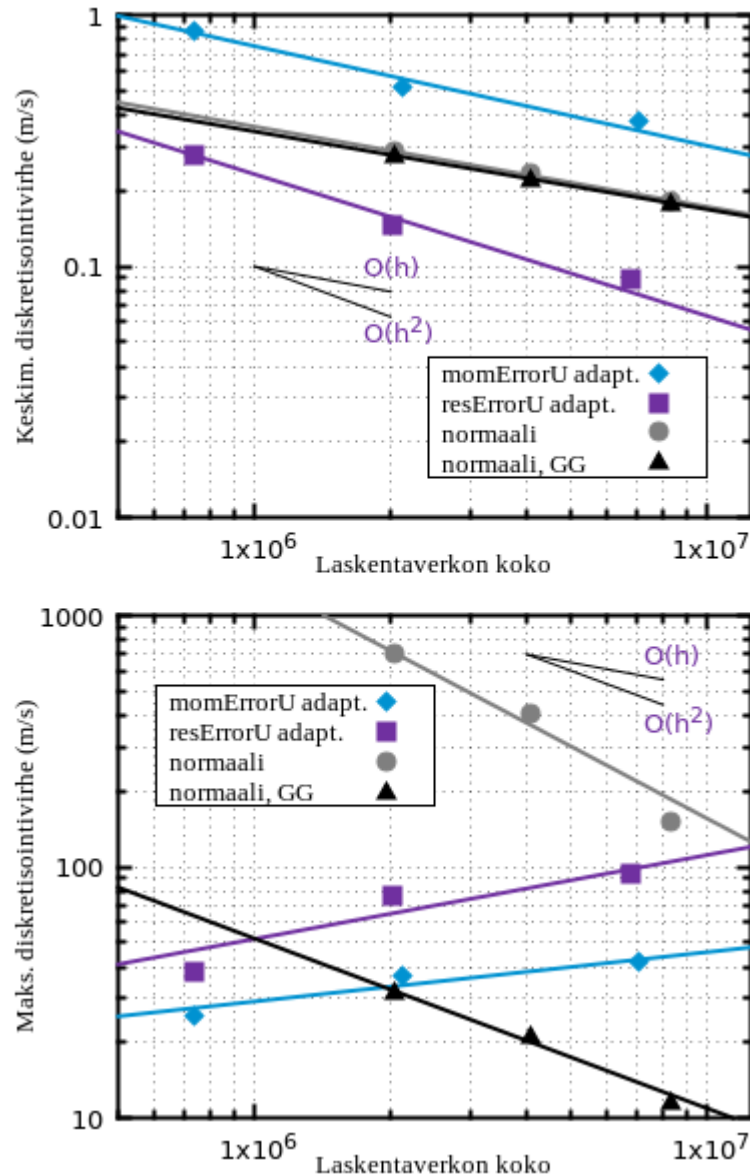 1
0.1
0.01
Keskim. diskretisointivirhe (m/s)
O(h)
O(h²)
momErrorU adapt.
resErrorU adapt.
normaali
normaali, GG
1x10⁶
1x10⁷
Laskentaverkon koko
1000
100
10
Maks. diskretisointivirhe (m/s)
O(h)
O(h²)
momErrorU adapt.
resErrorU adapt.
normaali
normaali, GG
1x10⁶
1x10⁷
Laskentaverkon koko